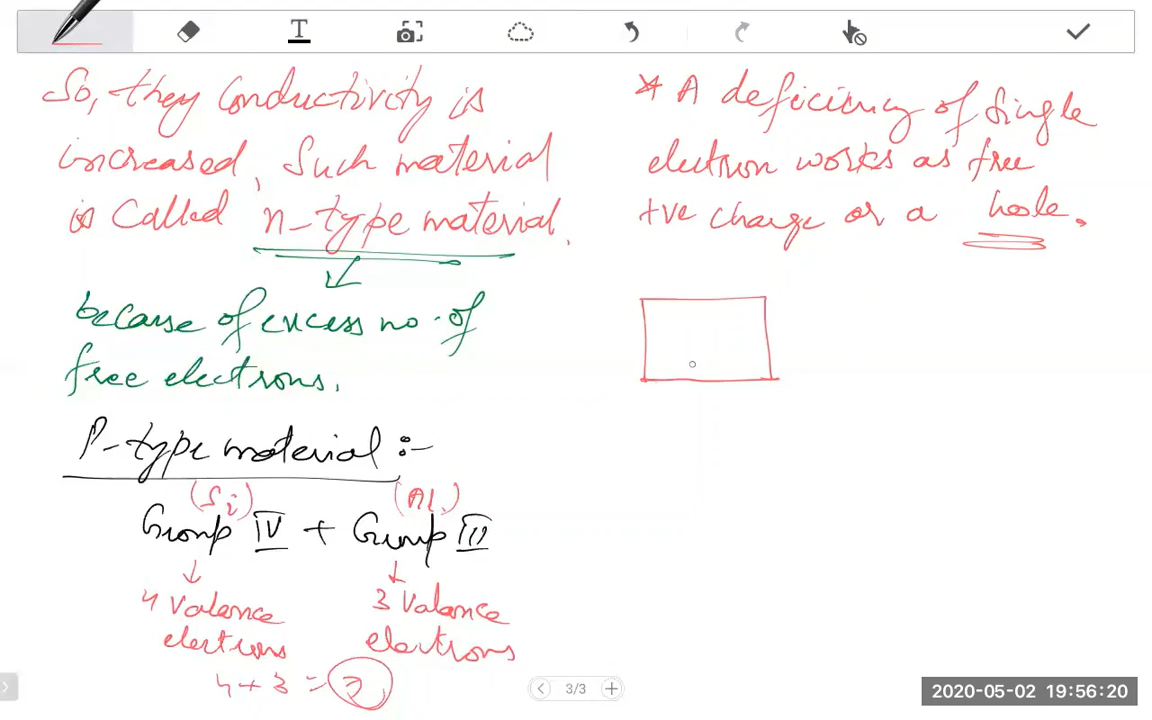 T
So, they Conductivity is
increased, Such material
is Called n-type material.
because of excess no. of
free electrons.
P-type material :-
(Si) (Al)
Group IV + Group III
4 Valance electrons
3 Valance electrons
4 + 3 = 7
* A deficiency of Single
electron works as free
+ve charge or a hole.
3/3
2020-05-02 19:56:20